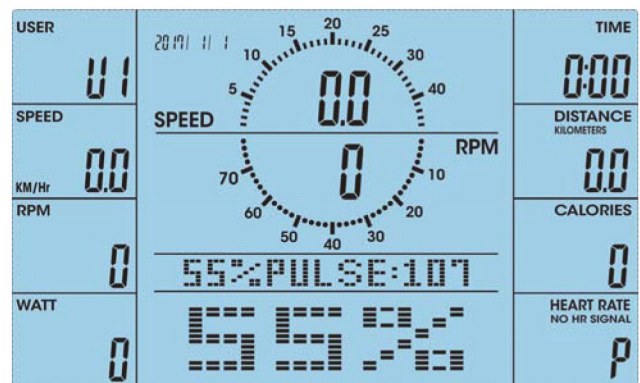 USER
U1
SPEED
KM/Hr 0.0
RPM
0
WATT
0
2017/ 1/ 1
5 10 15 20 25 30 40
0.0
SPEED
RPM
0
70 60 50 40 30 20 10
55%PULSE:107
55%
TIME
0:00
DISTANCE
KILOMETERS
0.0
CALORIES
0
HEART RATE
NO HR SIGNAL
P